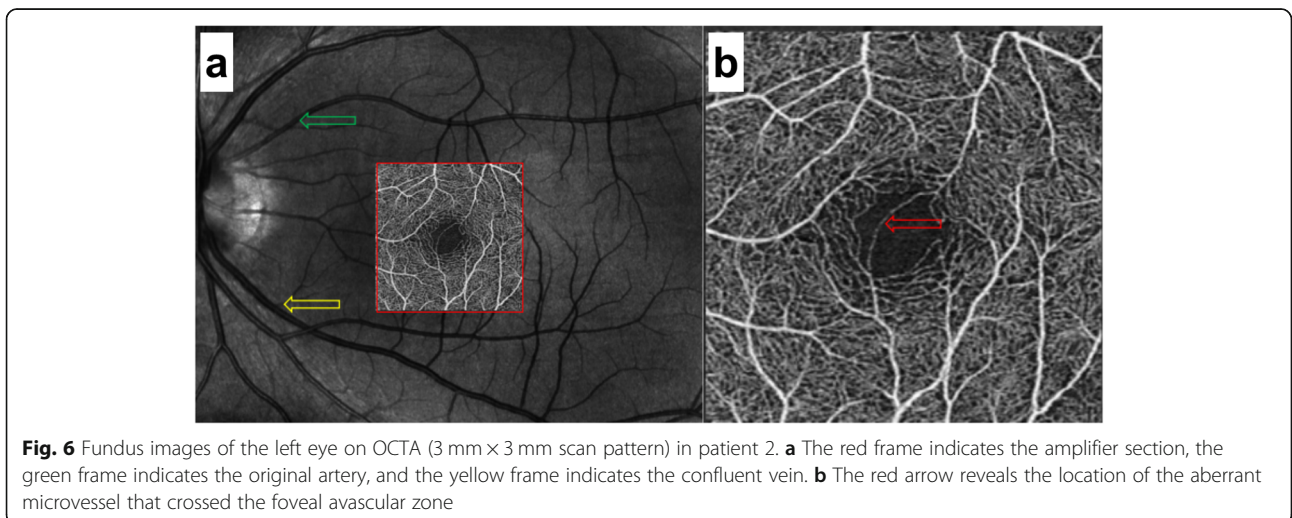 a
b
Fig. 6 Fundus images of the left eye on OCTA (3 mm × 3 mm scan pattern) in patient 2. a The red frame indicates the amplifier section, the
green frame indicates the original artery, and the yellow frame indicates the confluent vein. b The red arrow reveals the location of the aberrant
microvessel that crossed the foveal avascular zone